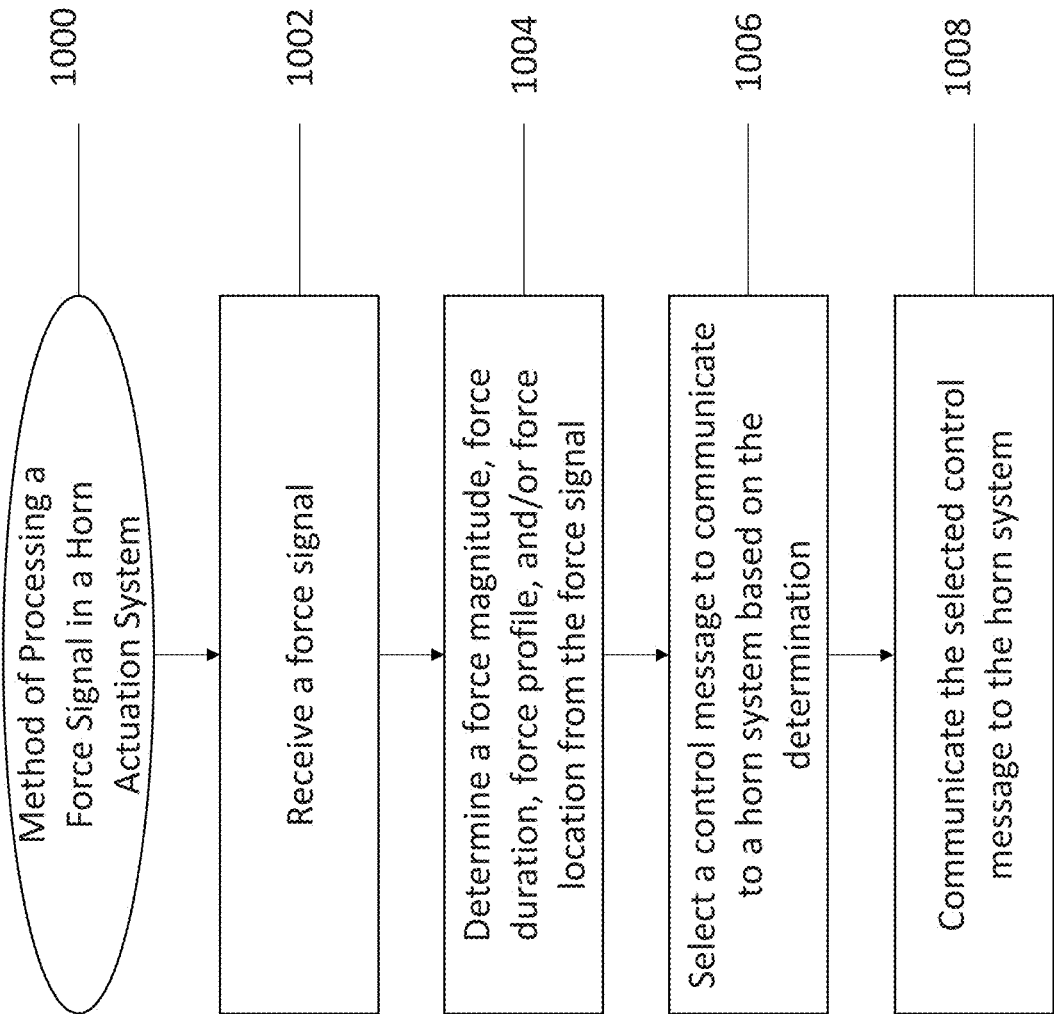 Method of Processing a
Force Signal in a Horn
Actuation System
1000
Receive a force signal
1002
Determine a force magnitude, force
duration, force profile, and/or force
location from the force signal
1004
Select a control message to communicate
to a horn system based on the
determination
1006
Communicate the selected control
message to the horn system
1008